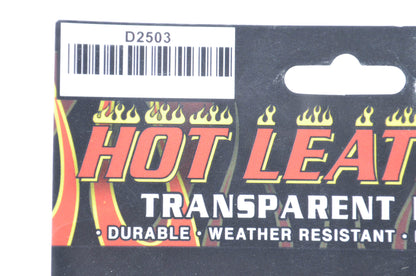 D2503
HOT LEAT
TRANSPARENT
· DURABLE · WEATHER RESISTANT ·